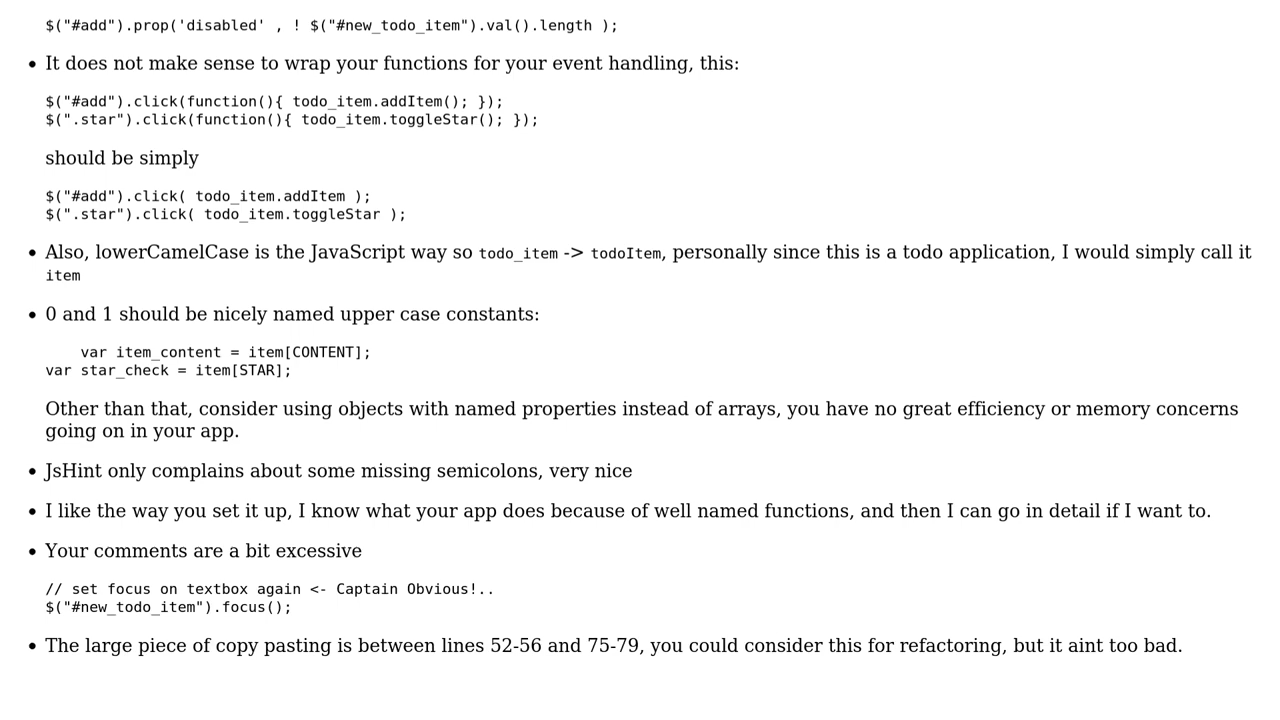 $("#add").prop('disabled' , ! $("#new_todo_item").val().length );
• It does not make sense to wrap your functions for your event handling, this:
$("#add").click(function(){ todo_item.addItem(); });
$(".star").click(function(){ todo_item.toggleStar(); });
should be simply
$("#add").click( todo_item.addItem );
$(".star").click( todo_item.toggleStar );
• Also, lowerCamelCase is the JavaScript way so todo_item -> todoItem, personally since this is a todo application, I would simply call it
item
• 0 and 1 should be nicely named upper case constants:
    var item_content = item[CONTENT];
var star_check = item[STAR];
Other than that, consider using objects with named properties instead of arrays, you have no great efficiency or memory concerns
going on in your app.
• JsHint only complains about some missing semicolons, very nice
• I like the way you set it up, I know what your app does because of well named functions, and then I can go in detail if I want to.
• Your comments are a bit excessive
// set focus on textbox again <- Captain Obvious!..
$("#new_todo_item").focus();
• The large piece of copy pasting is between lines 52-56 and 75-79, you could consider this for refactoring, but it aint too bad.